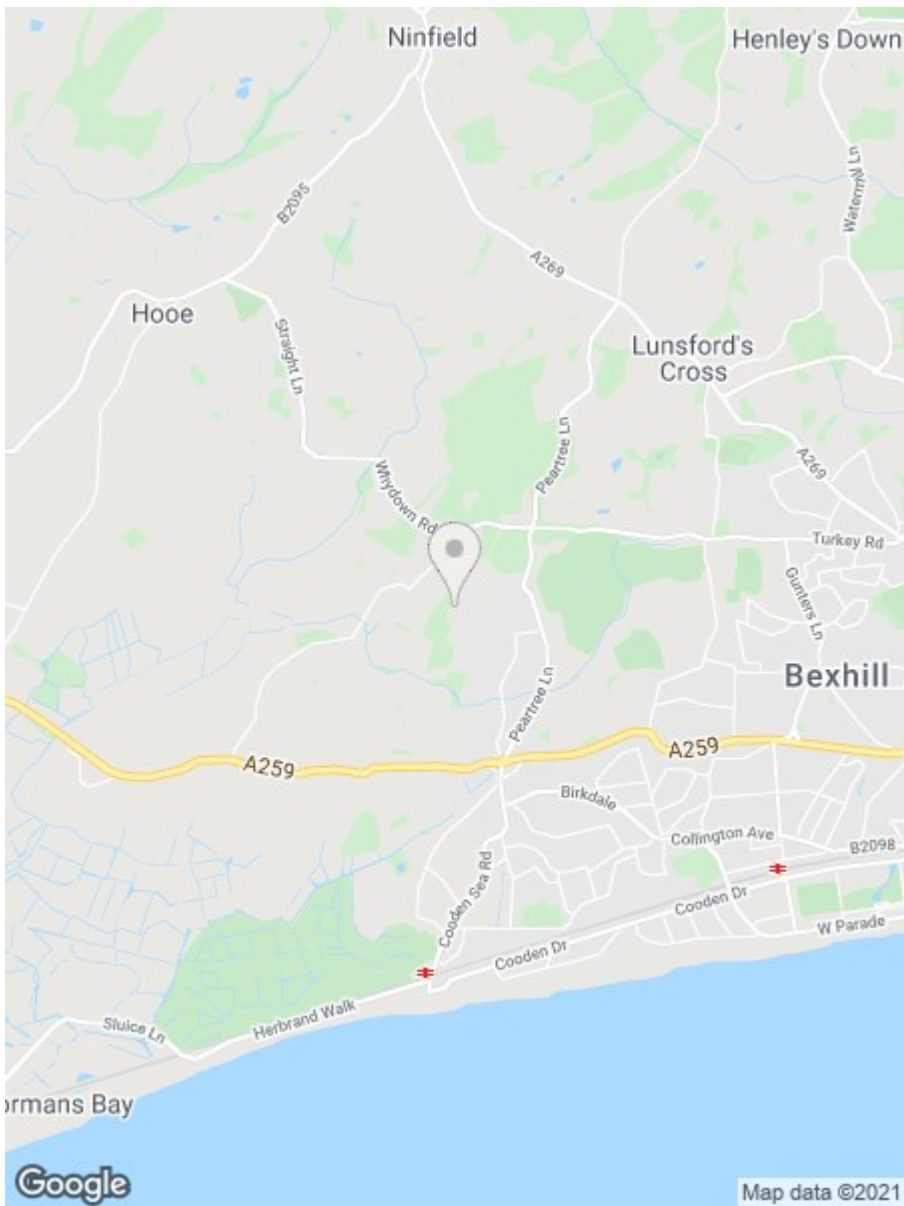 Ninfield
Henley's Down
B2095
Watermill Ln
A269
Hooe
Straight Ln
Lunsford's
Cross
Peartree Ln
A269
Whydown Rd
Turkey Rd
Gunters Ln
Bexhill
Peartree Ln
A259
A259
Birkdale
Collington Ave
B2098
Cooden Sea Rd
Cooden Dr
W Parade
Cooden Dr
Herbrand Walk
Sluice Ln
ormans Bay
Google
Map data ©2021